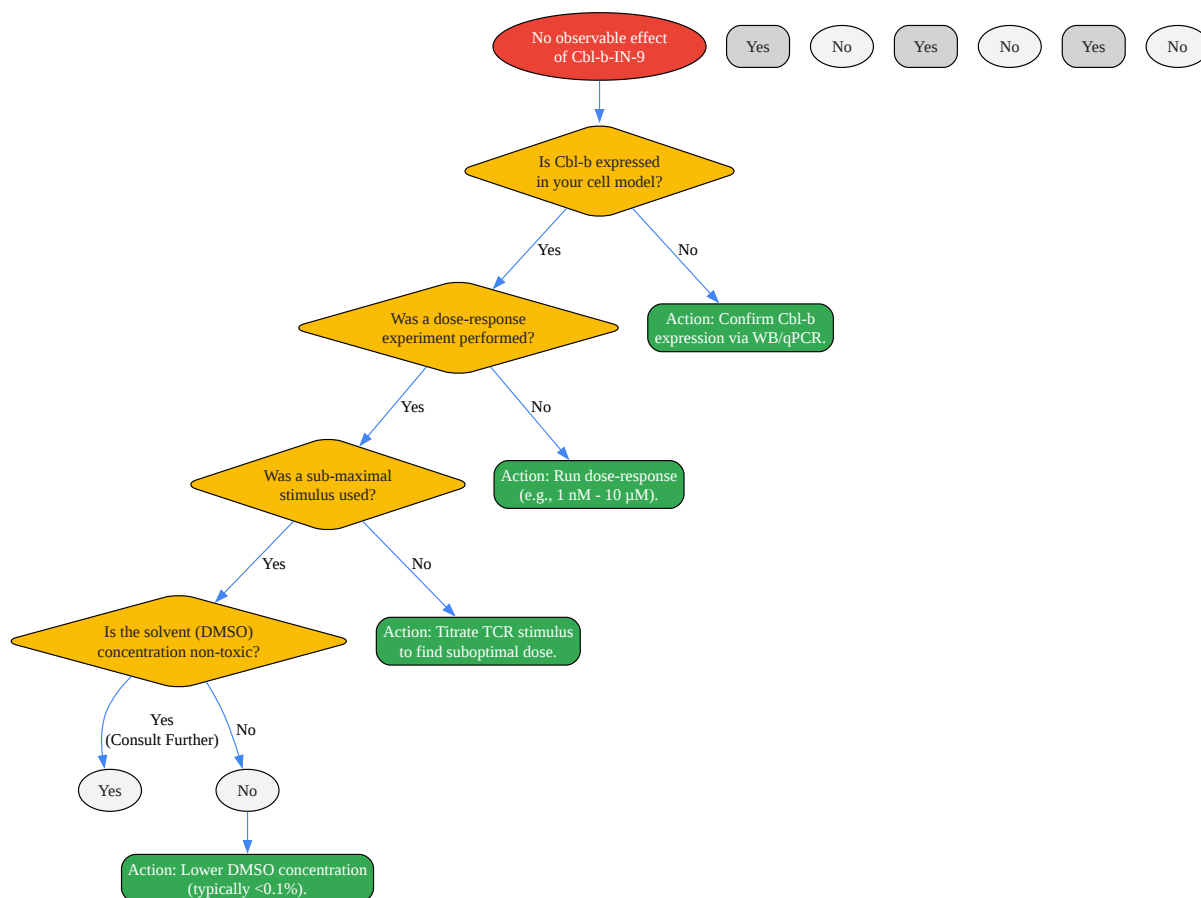 No observable effect
of Cbl-b-IN-9
Yes
No
Yes
No
Yes
No
Is Cbl-b expressed
in your cell model?
Yes
No
Was a dose-response
experiment performed?
Action: Confirm Cbl-b
expression via WB/qPCR.
Yes
No
Was a sub-maximal
stimulus used?
Action: Run dose-response
(e.g., 1 nM - 10 µM).
Yes
No
Is the solvent (DMSO)
concentration non-toxic?
Action: Titrate TCR stimulus
to find suboptimal dose.
Yes
(Consult Further)
No
Yes
No
Action: Lower DMSO concentration
(typically <0.1%).